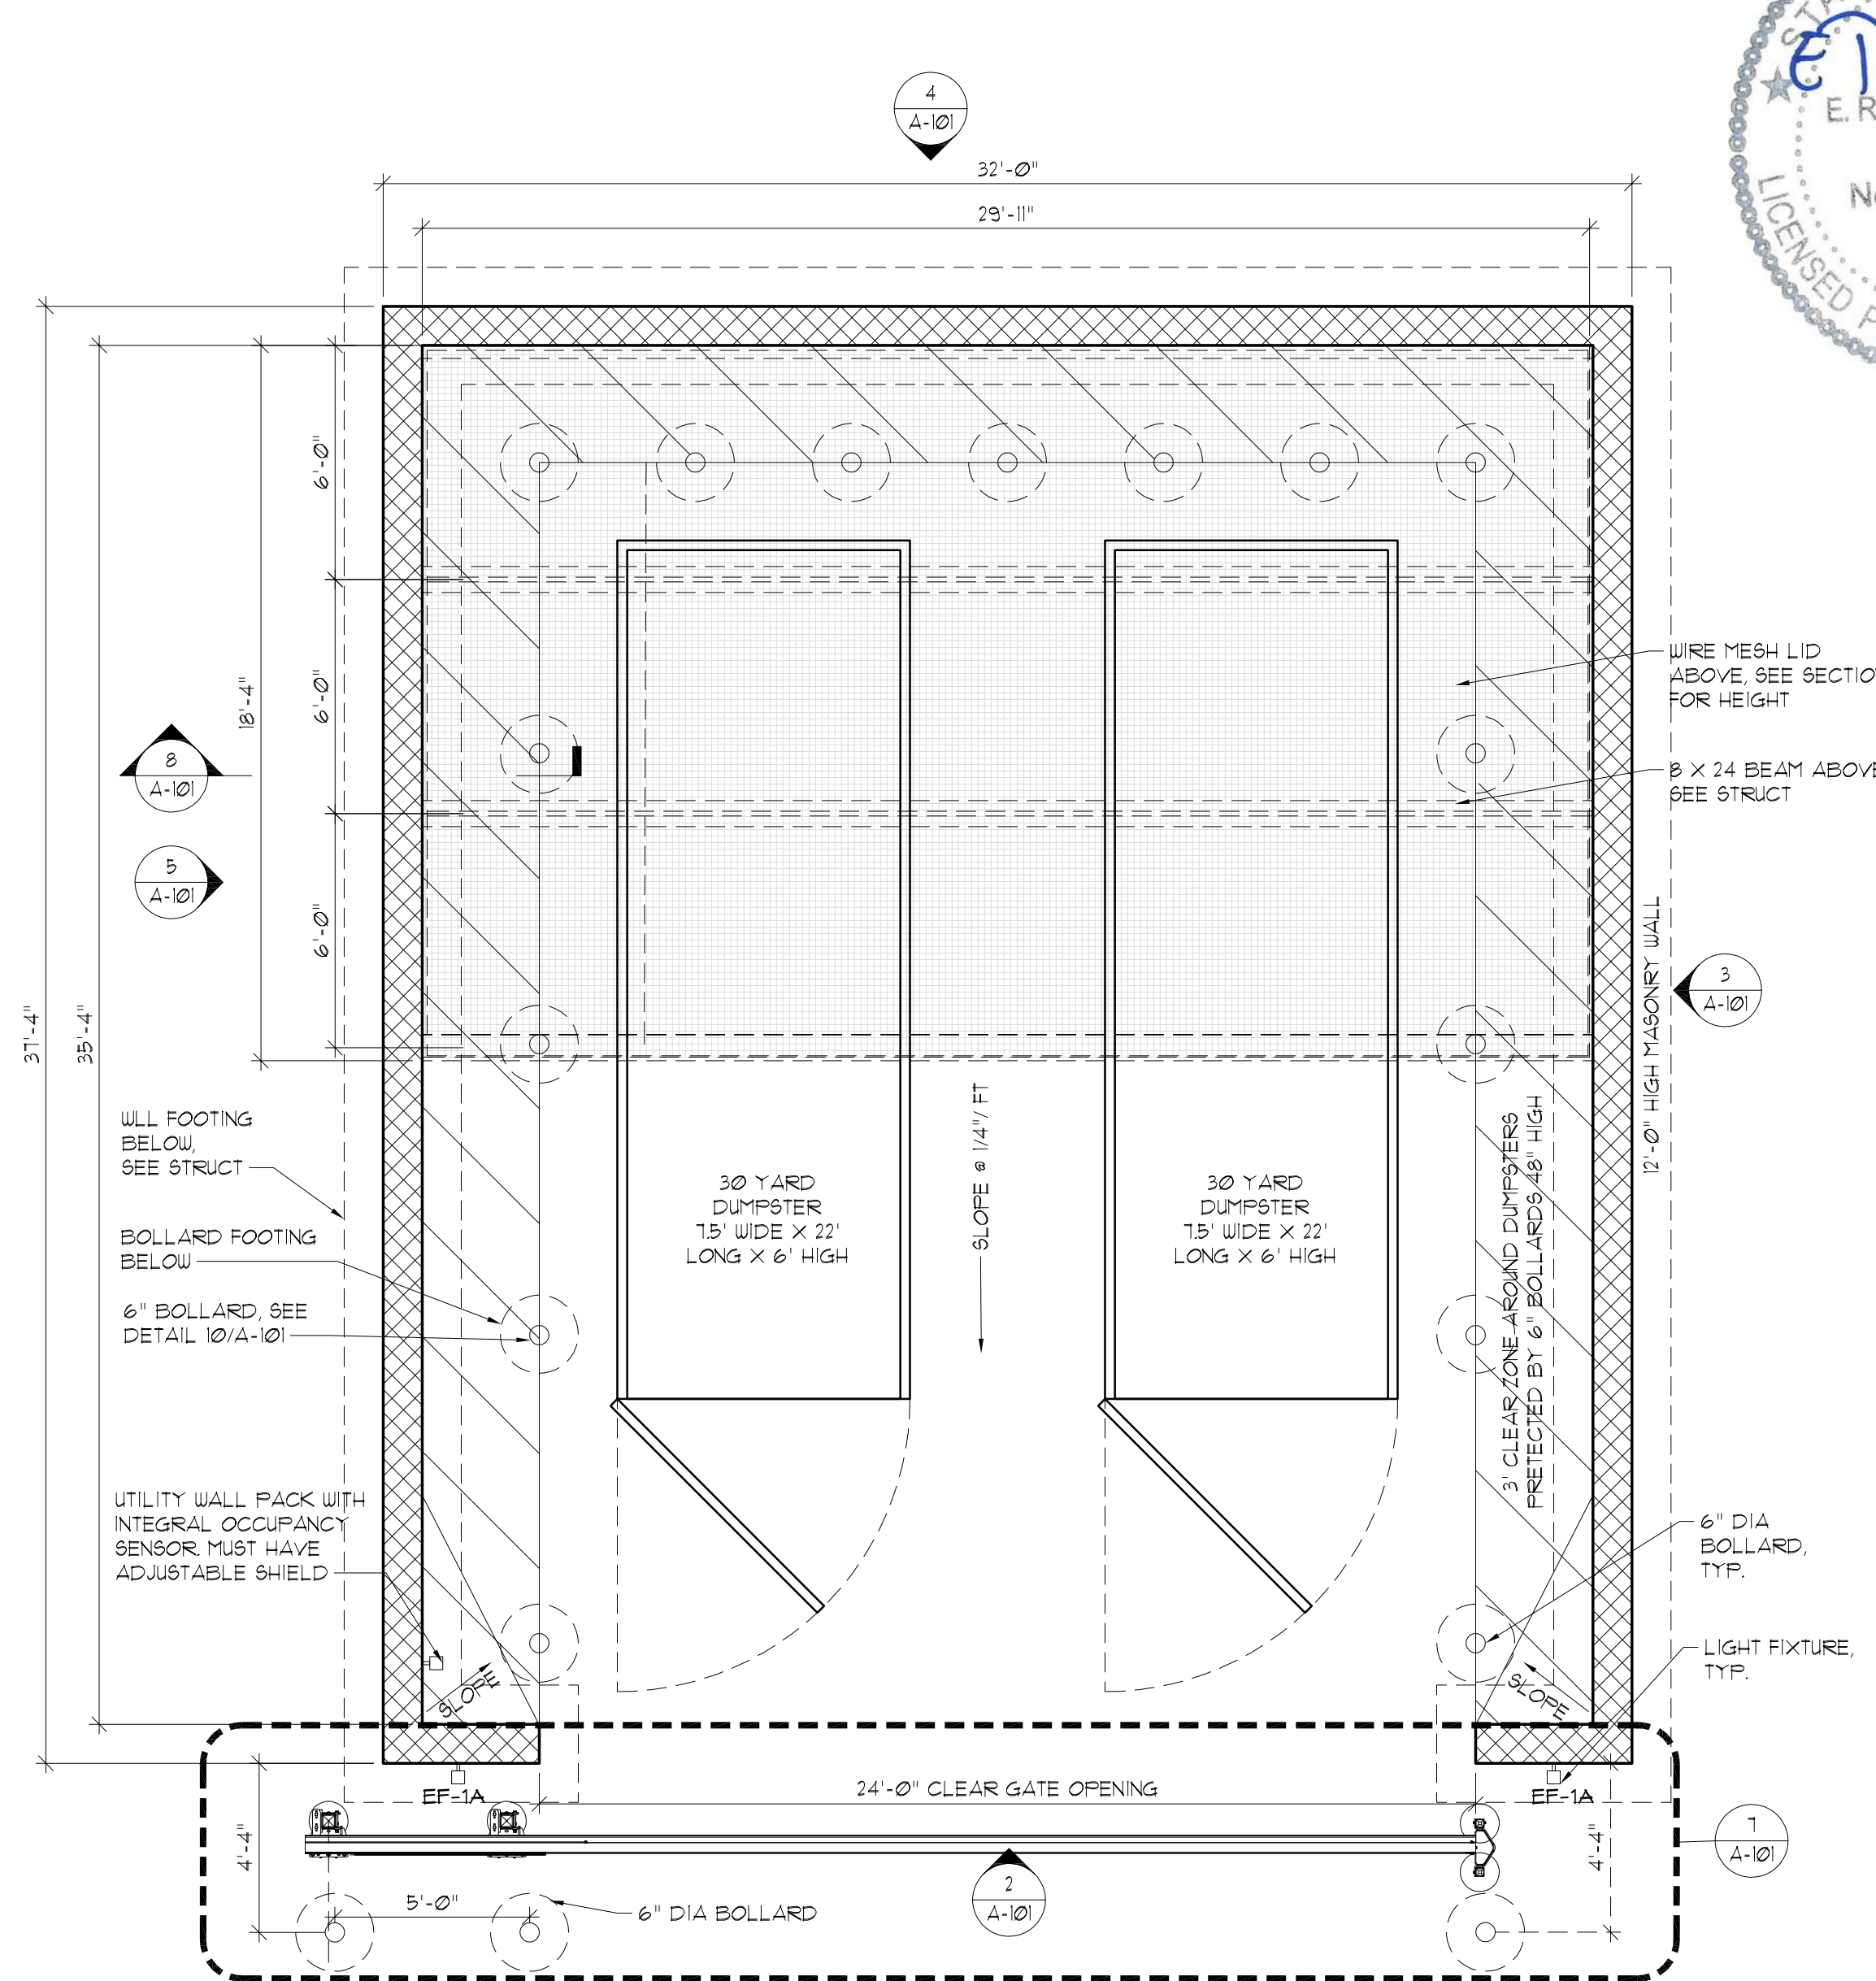 4
A-101
32'-0"
29'-11"
6'-0"
6'-0"
18'-4"
6'-0"
37'-4"
35'-4"
8
A-101
5
A-101
WIRE MESH LID
ABOVE, SEE SECTIO
FOR HEIGHT
8 X 24 BEAM ABOVE
SEE STRUCT
12'-0" HIGH MASONRY WALL
3
A-101
WLL FOOTING
BELOW,
SEE STRUCT
BOLLARD FOOTING
BELOW
6" BOLLARD, SEE
DETAIL 10/A-101
30 YARD
DUMPSTER
7.5' WIDE X 22'
LONG X 6' HIGH
SLOPE @ 1/4"/ FT
30 YARD
DUMPSTER
7.5' WIDE X 22'
LONG X 6' HIGH
3' CLEAR ZONE AROUND DUMPSTERS
PRETECTED BY 6" BOLLARDS 48" HIGH
UTILITY WALL PACK WITH
INTEGRAL OCCUPANCY
SENSOR. MUST HAVE
ADJUSTABLE SHIELD
6" DIA
BOLLARD,
TYP.
LIGHT FIXTURE,
TYP.
SLOPE
SLOPE
EF-1A
24'-0" CLEAR GATE OPENING
EF-1A
4'-4"
4'-4"
7
A-101
5'-0"
6" DIA BOLLARD
2
A-101
E. R
LICENSED P